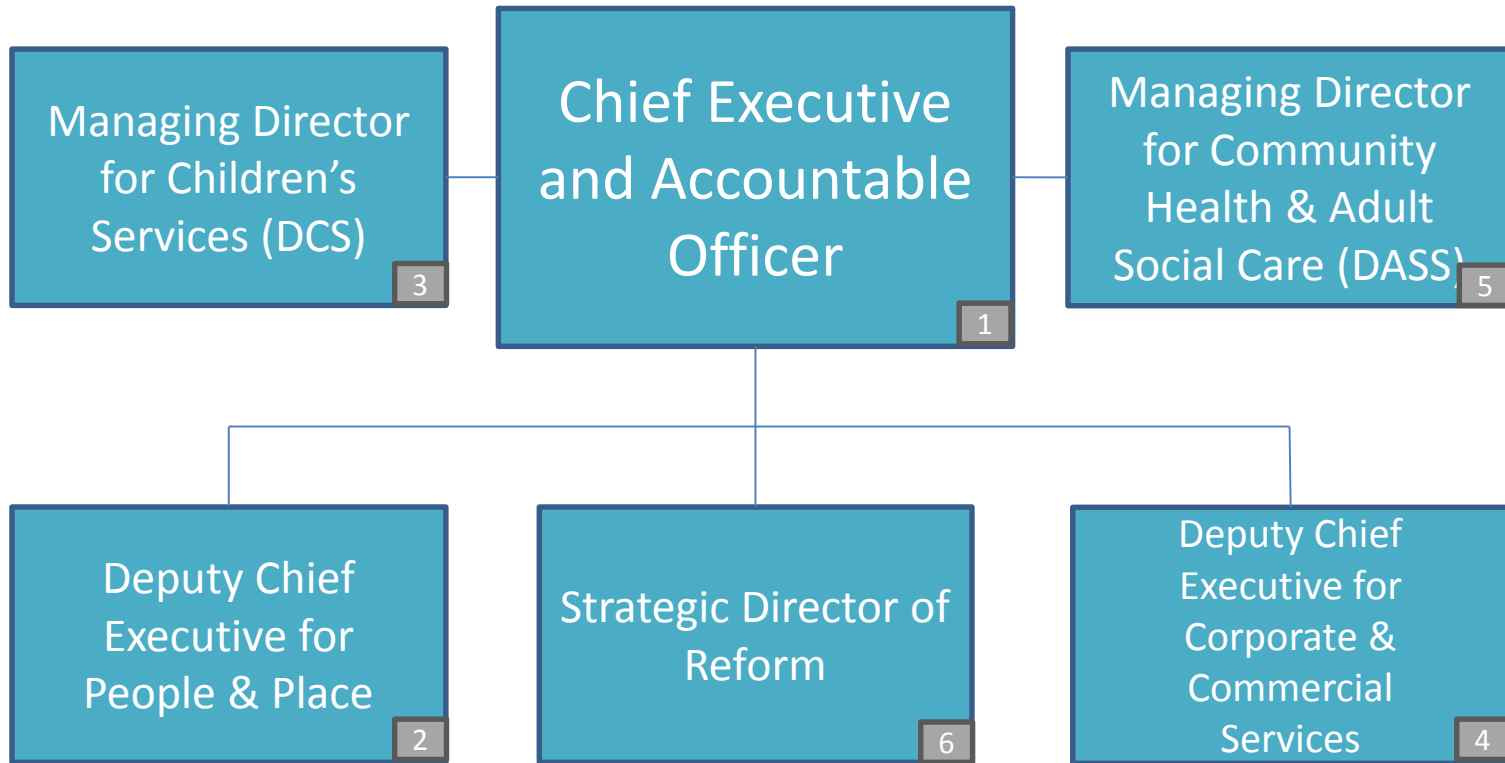 Managing Director
for Children’s
Services (DCS)
3
Chief Executive
and Accountable
Officer
1
Managing Director
for Community
Health & Adult
Social Care (DASS)
5
Deputy Chief
Executive for
People & Place
2
Strategic Director of
Reform
6
Deputy Chief
Executive for
Corporate &
Commercial
Services
4